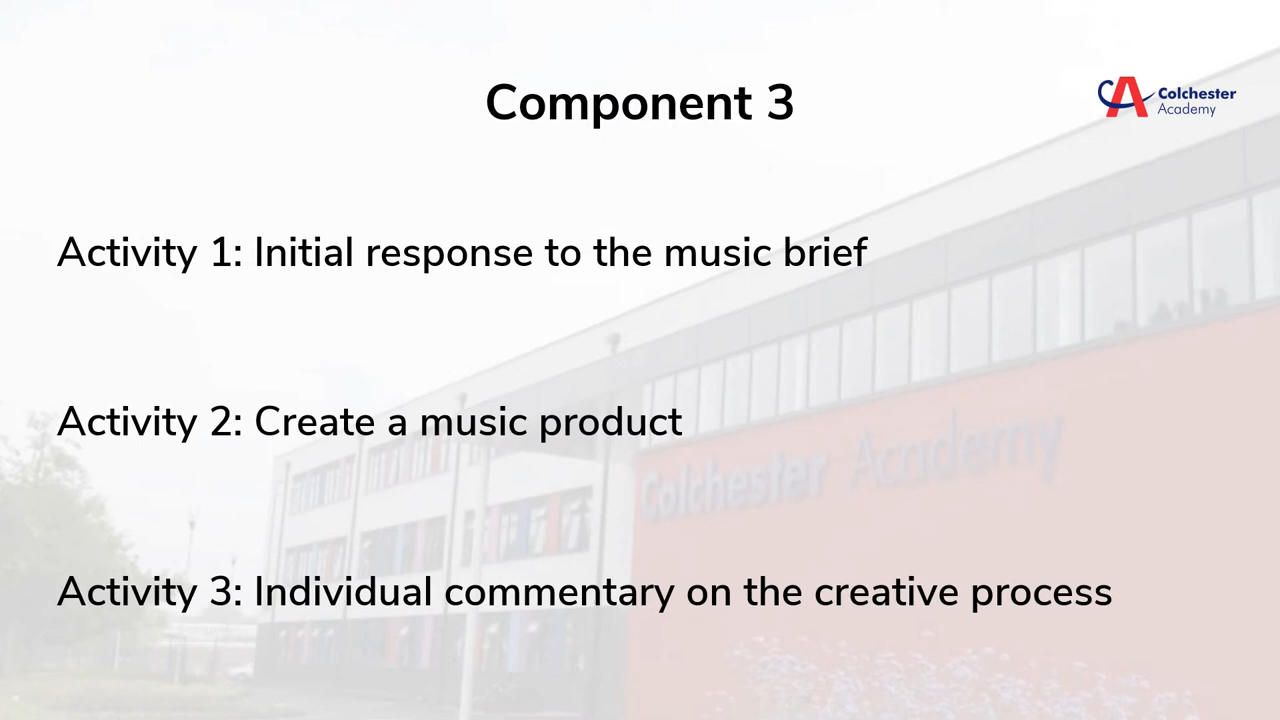 Component 3
Colchester
Academy
Activity 1: Initial response to the music brief
Activity 2: Create a music product
Colchester Academy
Activity 3: Individual commentary on the creative process